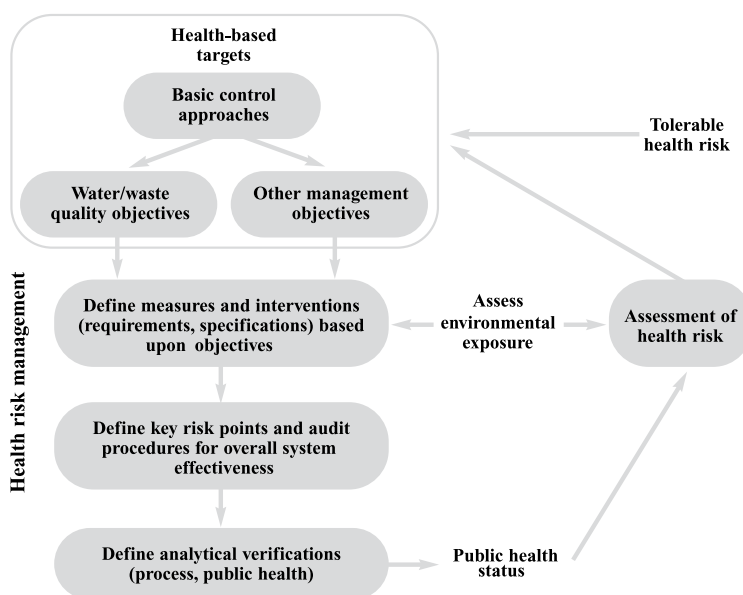 Health-based
targets
Basic control
approaches
Tolerable
health risk
Water/waste
quality objectives
Other management
objectives
Health risk management
Define measures and interventions
(requirements, specifications) based
upon objectives
Assess
environmental
exposure
Assessment of
health risk
Define key risk points and audit
procedures for overall system
effectiveness
Define analytical verifications
(process, public health)
Public health
status